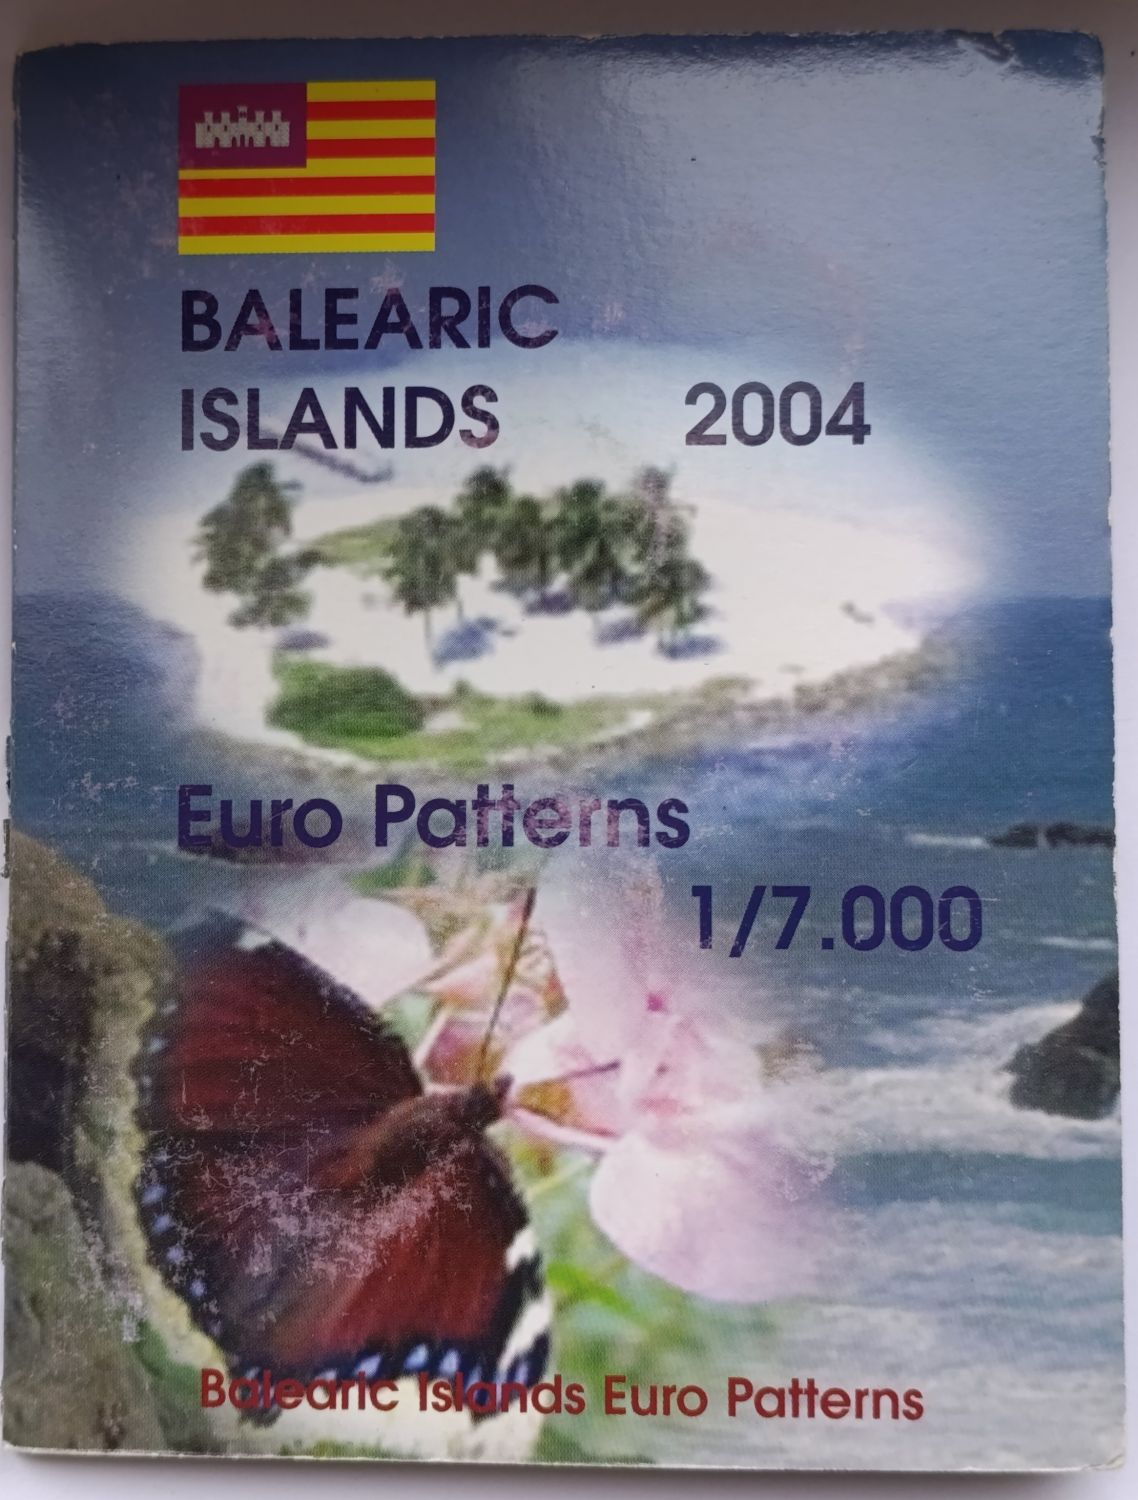 BALEARIC
ISLANDS 2004
Euro Patterns
1/7.000
Balearic Islands Euro Patterns